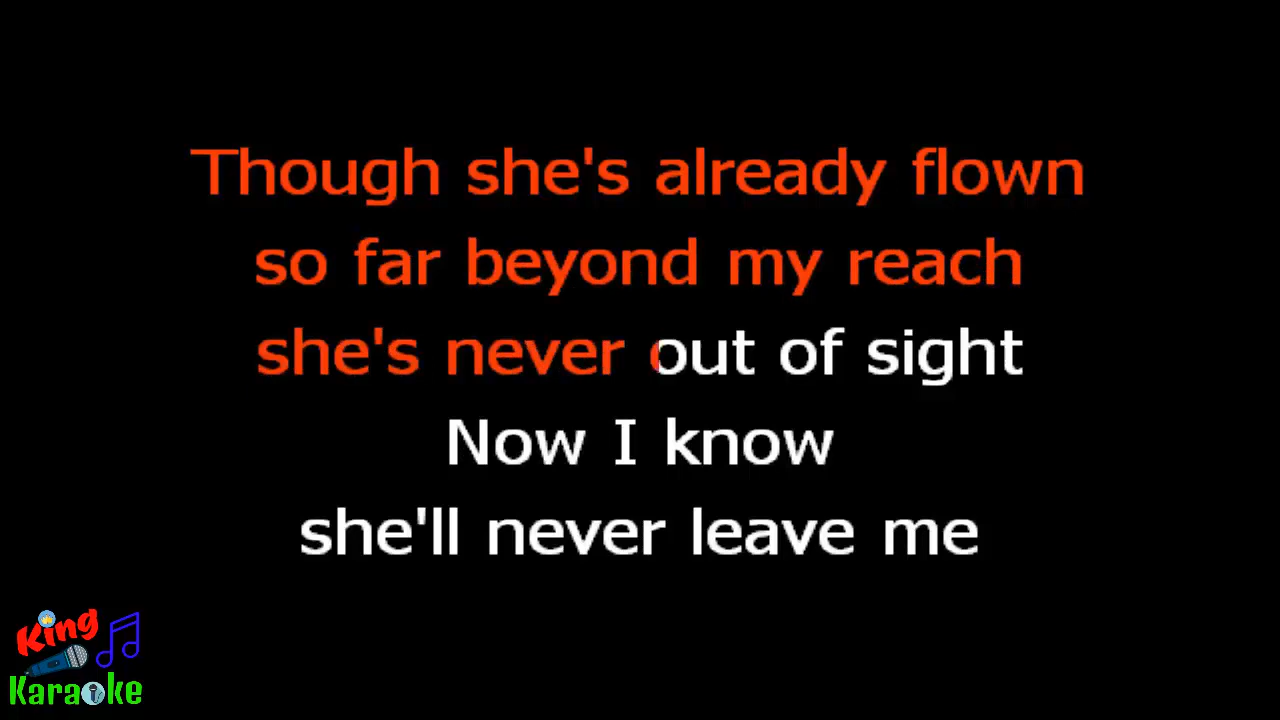 Though she's already flown
so far beyond my reach
she's never out of sight
Now I know
she'll never leave me
King
Karaoke